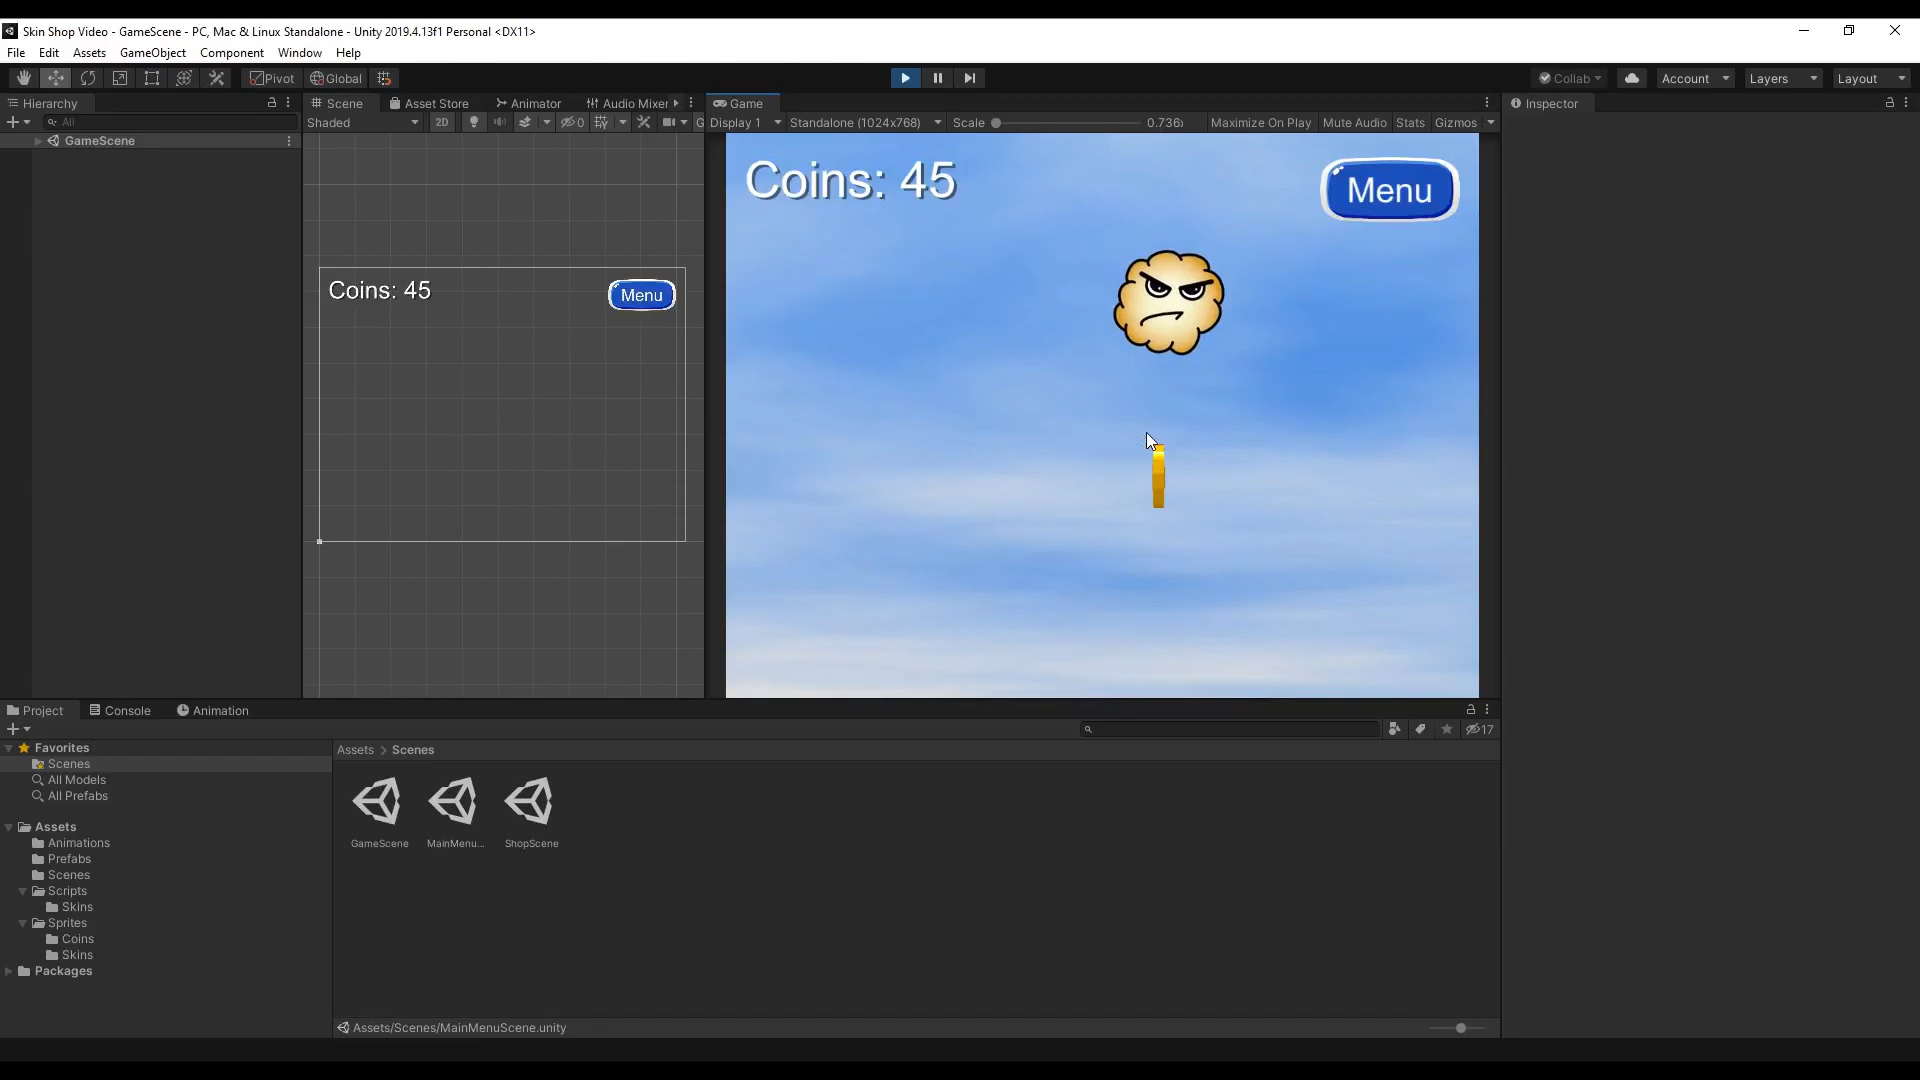 Skin Shop Video - GameScene - PC, Mac & Linux Standalone - Unity 2019.4.13f1 Personal <DX11>
File Edit Assets GameObject Component Window Help
Pivot Global Collab Account Layers Layout
Hierarchy Scene Asset Store Animator Audio Mixer Game Inspector
All Shaded 2D 0 G Display 1 Standalone (1024x768) Scale 0.736x Maximize On Play Mute Audio Stats Gizmos
GameScene
Coins: 45
Menu
Coins: 45
Menu
Project Console Animation
17
Favorites
Scenes
All Models
All Prefabs
Assets
Animations
Prefabs
Scenes
Scripts
Skins
Sprites
Coins
Skins
Packages
Assets > Scenes
GameScene MainMenu... ShopScene
Assets/Scenes/MainMenuScene.unity